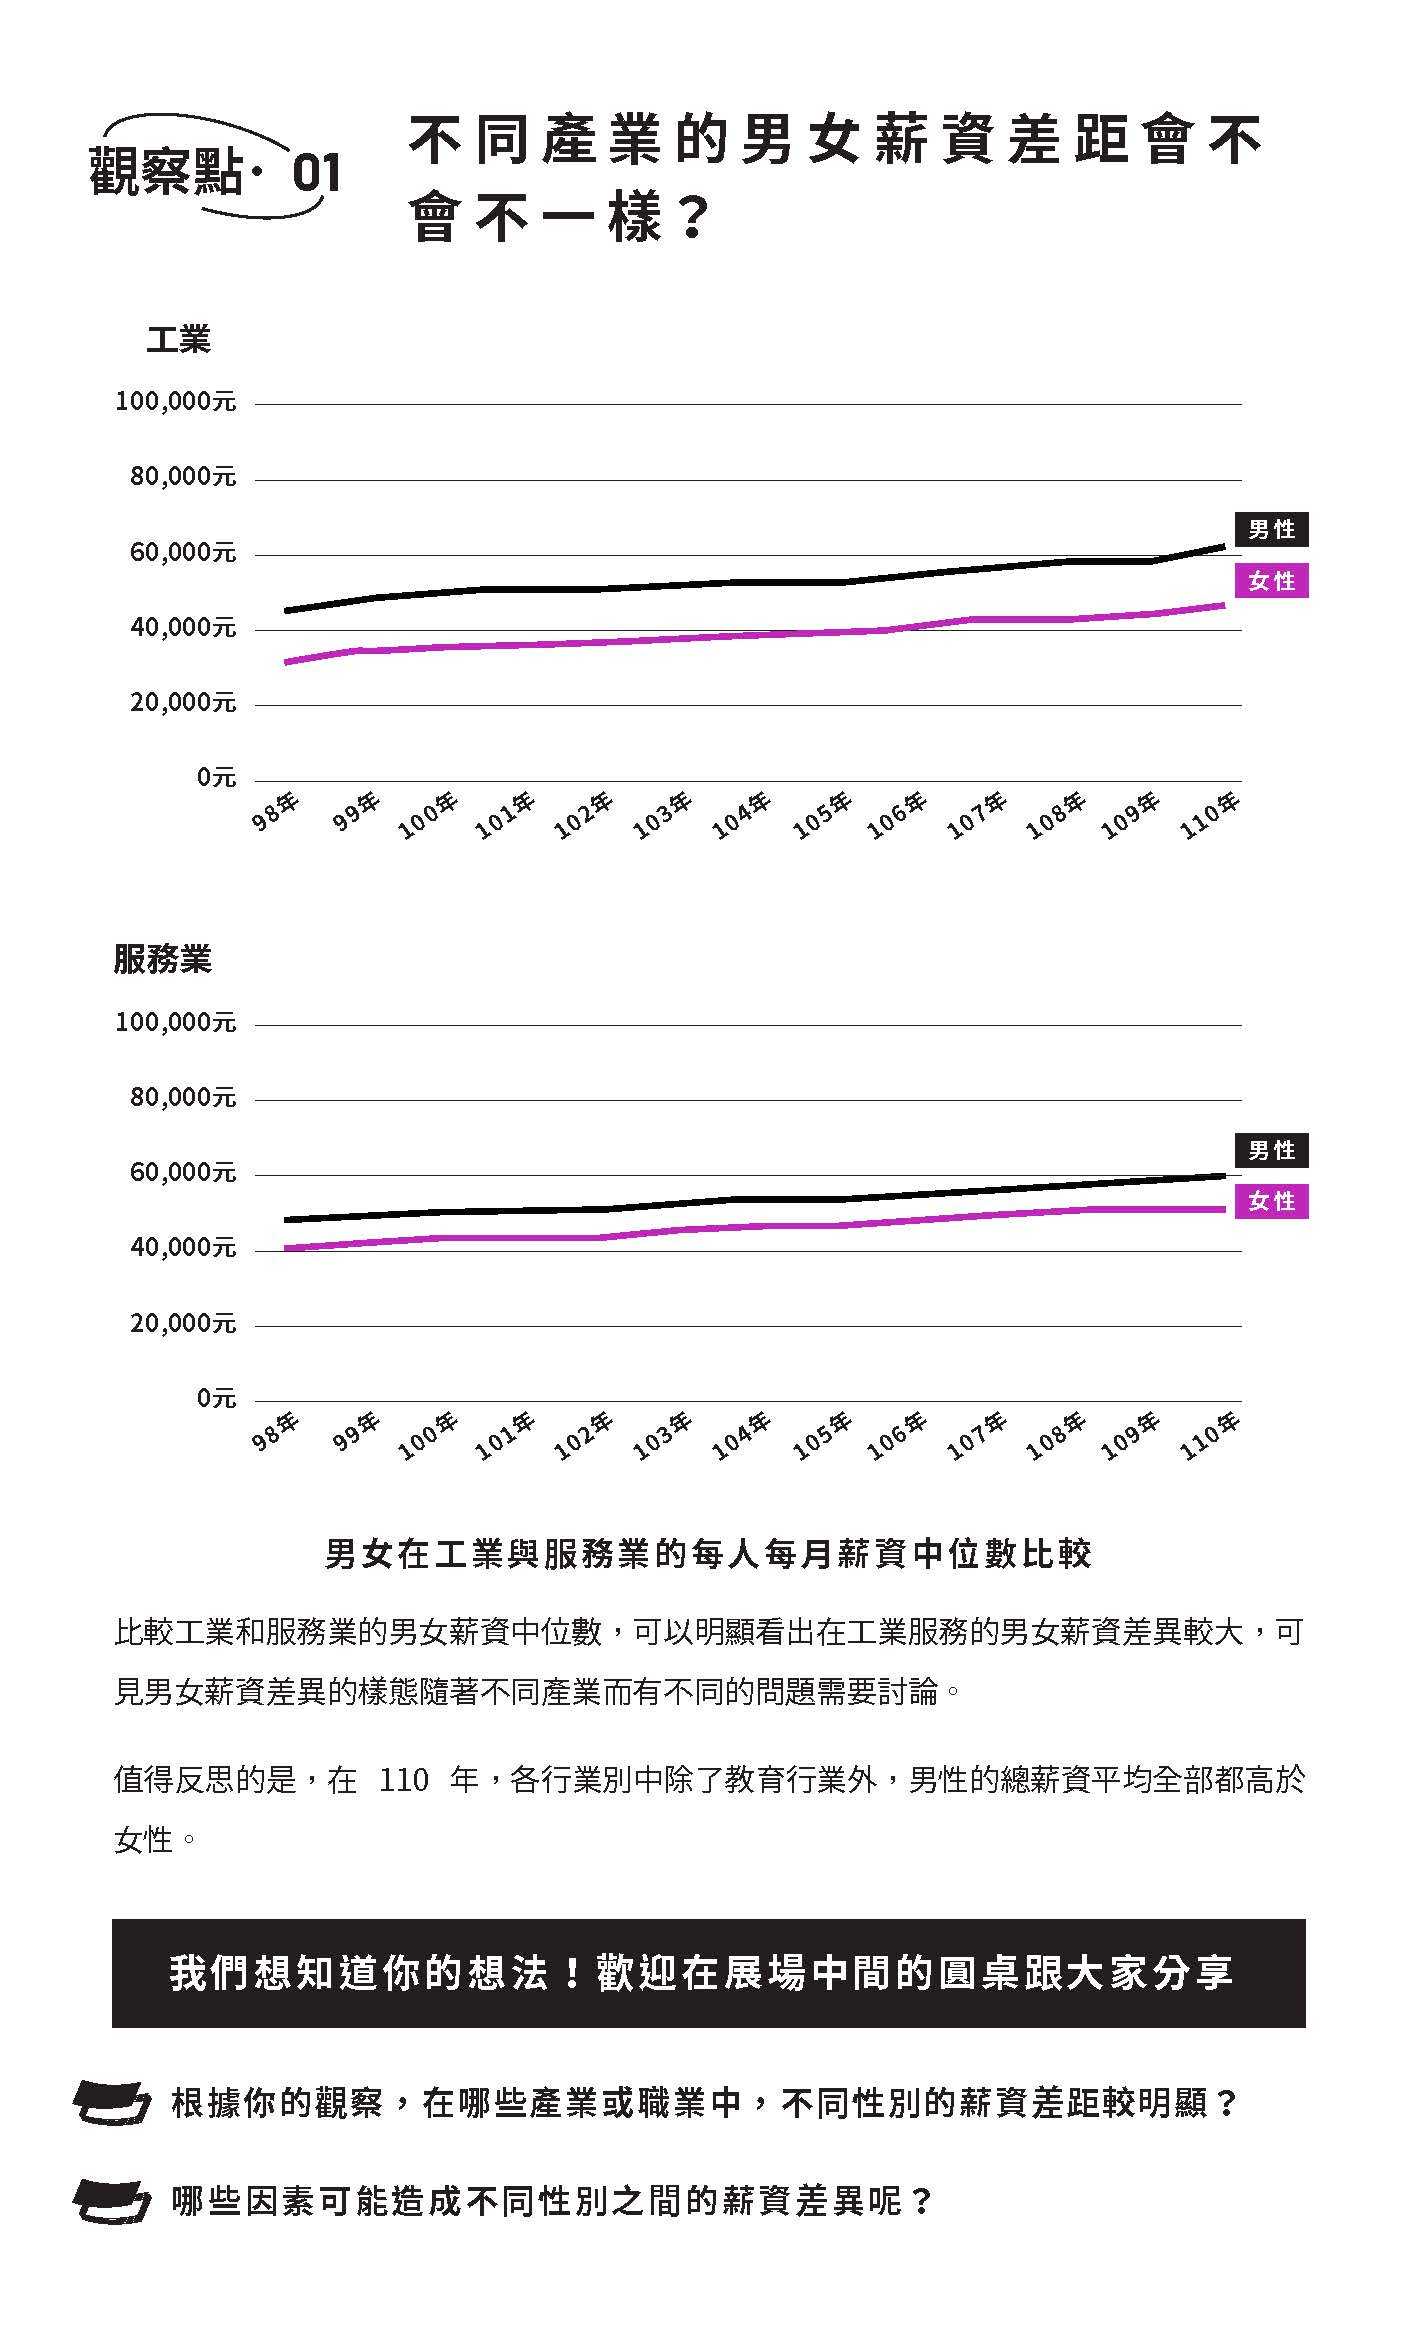 觀察點· 01
不同產業的男女薪資差距會不
會不一樣？
工業
100,000元
80,000元
60,000元
40,000元
20,000元
0元
男性
女性
98年 99年 100年 101年 102年 103年 104年 105年 106年 107年 108年 109年 110年
服務業
100,000元
80,000元
60,000元
40,000元
20,000元
0元
男性
女性
98年 99年 100年 101年 102年 103年 104年 105年 106年 107年 108年 109年 110年
男女在工業與服務業的每人每月薪資中位數比較
比較工業和服務業的男女薪資中位數，可以明顯看出在工業服務的男女薪資差異較大，可
見男女薪資差異的樣態隨著不同產業而有不同的問題需要討論。
值得反思的是，在 110 年，各行業別中除了教育行業外，男性的總薪資平均全部都高於
女性。
我們想知道你的想法！歡迎在展場中間的圓桌跟大家分享
根據你的觀察，在哪些產業或職業中，不同性別的薪資差距較明顯？
哪些因素可能造成不同性別之間的薪資差異呢？